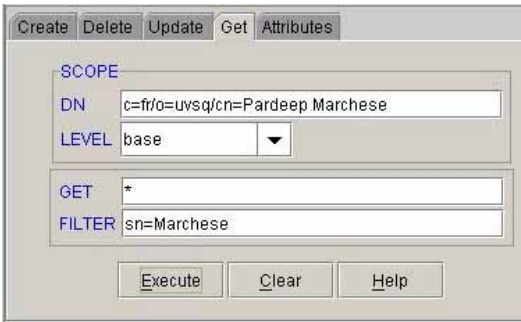 Create Delete Update Get Attributes
SCOPE
DN c=fr/o=uvsq/cn=Pardeep Marchese
LEVEL base
GET *
FILTER sn=Marchese
Execute Clear Help